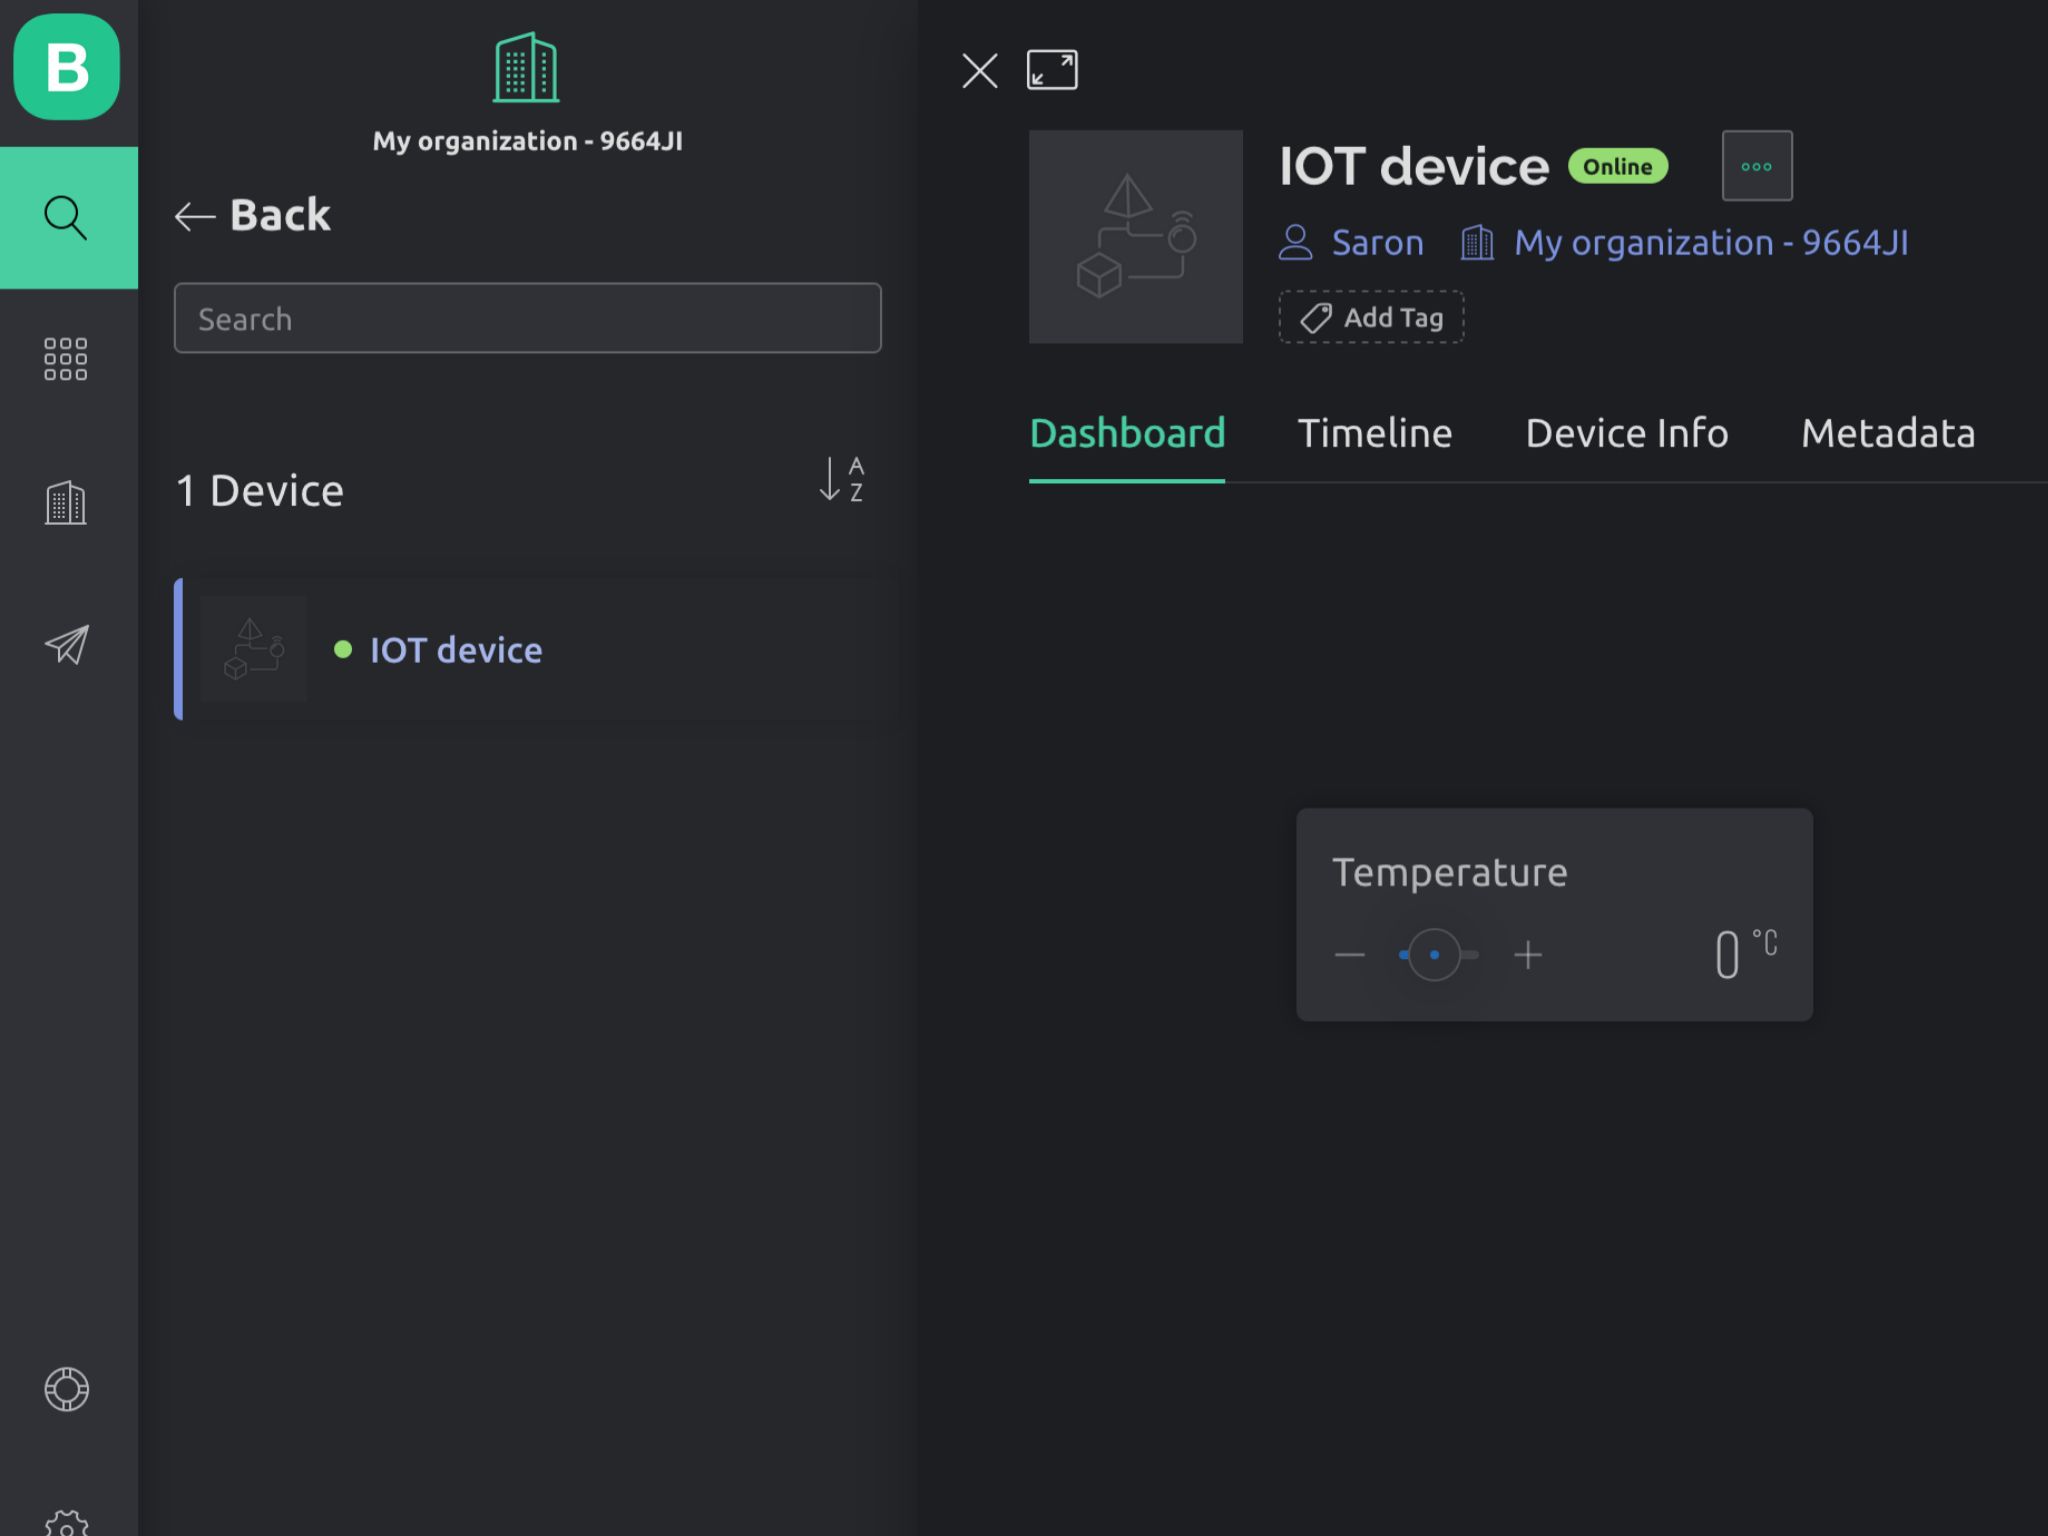 B
My organization - 9664JI
Back
Search
1 Device
A
Z
IOT device
IOT device
Online
Saron
My organization - 9664JI
Add Tag
Dashboard
Timeline
Device Info
Metadata
Temperature
0 °C